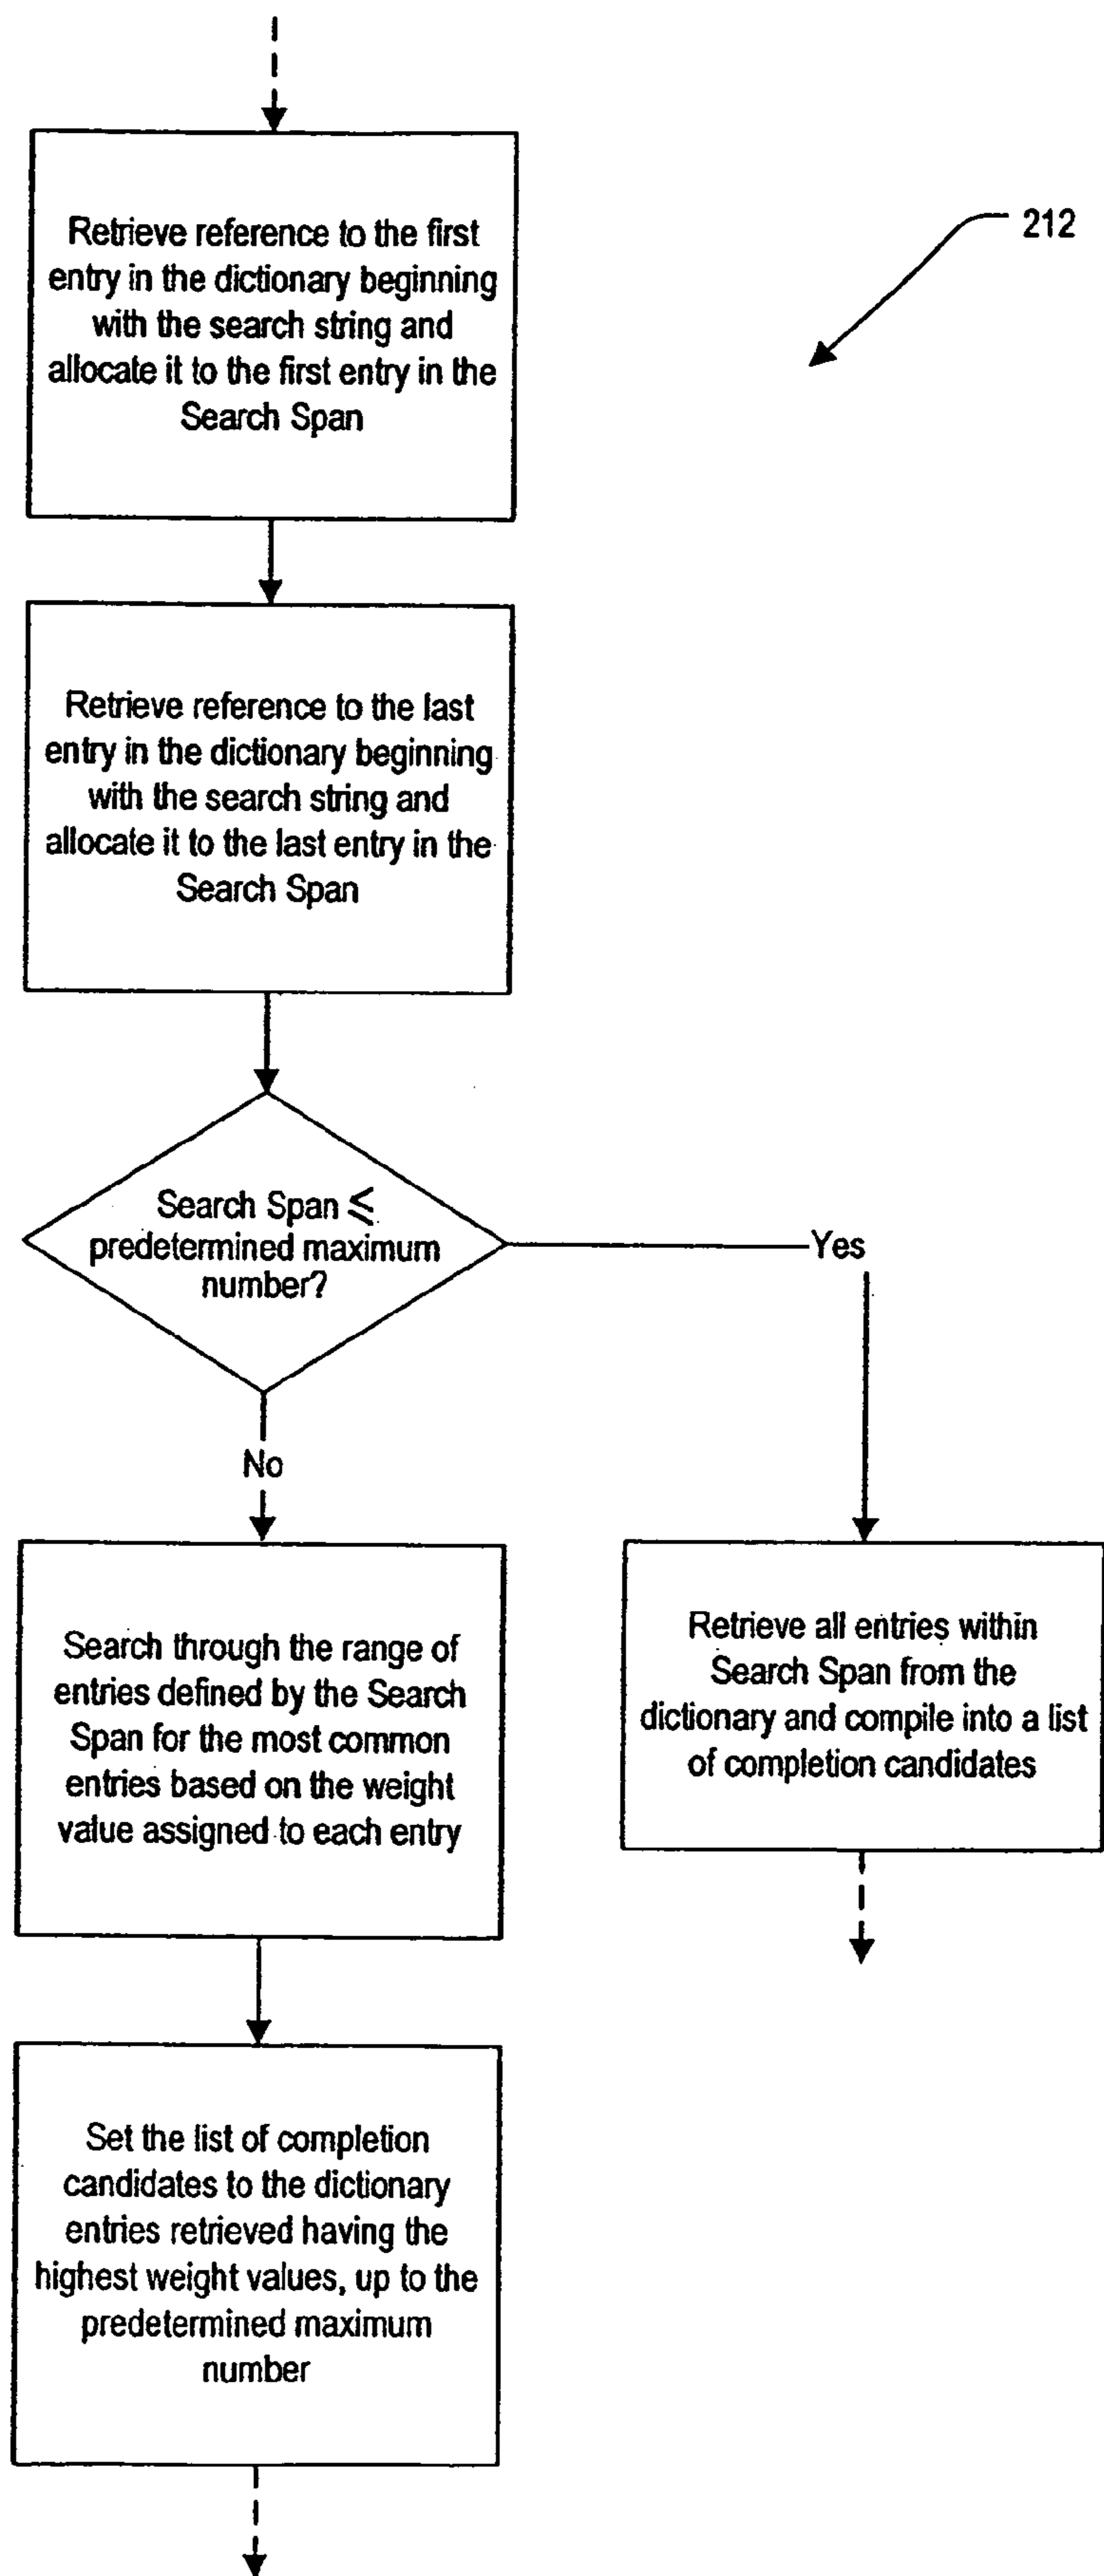 Retrieve reference to the first
entry in the dictionary beginning
with the search string and
allocate it to the first entry in the
Search Span
212
Retrieve reference to the last
entry in the dictionary beginning
with the search string and
allocate it to the last entry in the
Search Span
Search Span ≤
predetermined maximum
number?
Yes
No
Search through the range of
entries defined by the Search
Span for the most common
entries based on the weight
value assigned to each entry
Retrieve all entries within
Search Span from the
dictionary and compile into a list
of completion candidates
Set the list of completion
candidates to the dictionary
entries retrieved having the
highest weight values, up to the
predetermined maximum
number